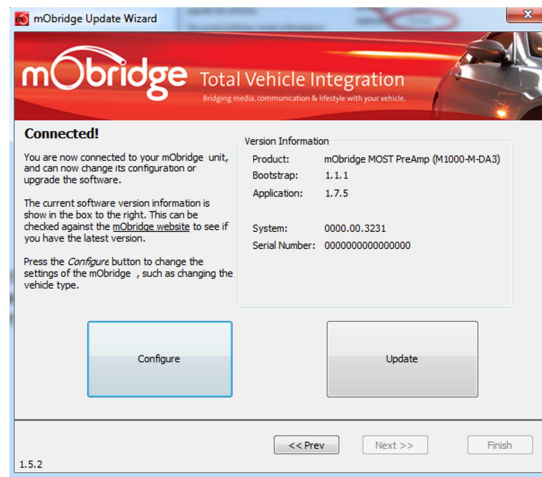 mObridge Update Wizard
mObridge Total Vehicle Integration
Bridging media, communication & lifestyle with your vehicle.
Connected!
You are now connected to your mObridge unit,
and can now change its configuration or
upgrade the software.
The current software version information is
show in the box to the right. This can be
checked against the mObridge website to see if
you have the latest version.
Press the Configure button to change the
settings of the mObridge , such as changing the
vehicle type.
Version Information
Product: mObridge MOST PreAmp (M1000-M-DA3)
Bootstrap: 1.1.1
Application: 1.7.5
System: 0000.00.3231
Serial Number: 0000000000000000
Configure
Update
<< Prev
Next >>
Finish
1.5.2